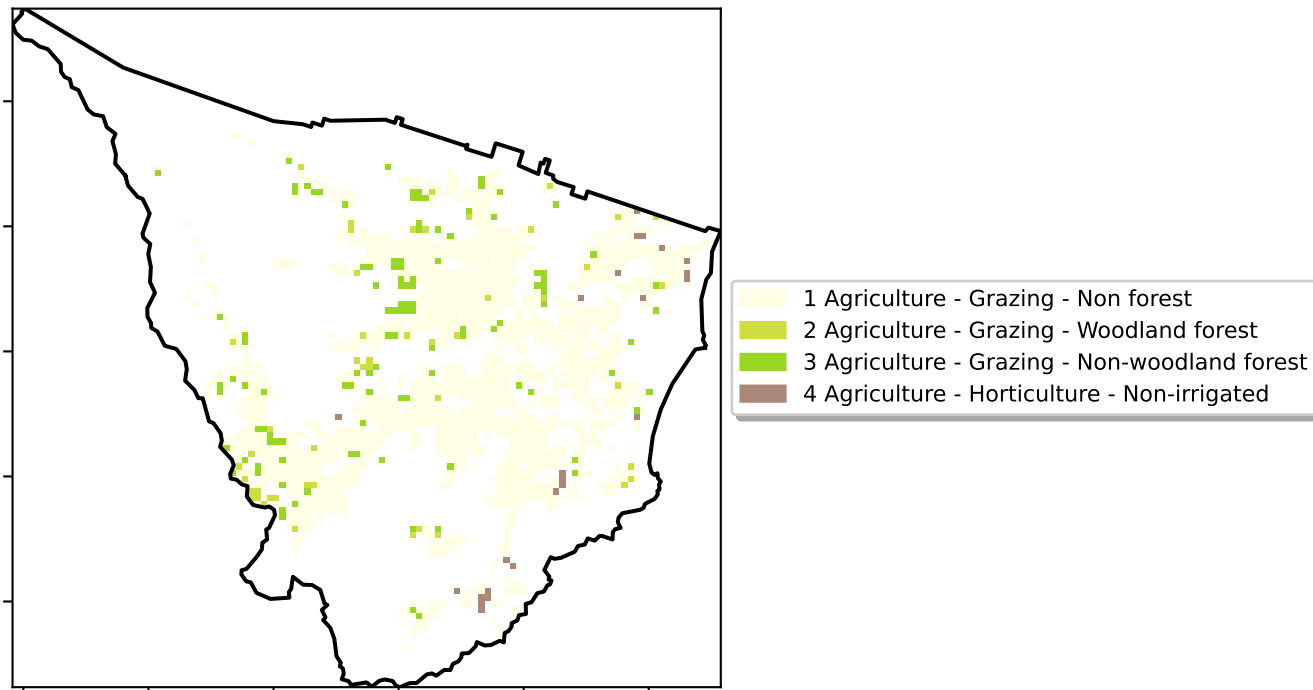 1 Agriculture - Grazing - Non forest
2 Agriculture - Grazing - Woodland forest
3 Agriculture - Grazing - Non-woodland forest
4 Agriculture - Horticulture - Non-irrigated